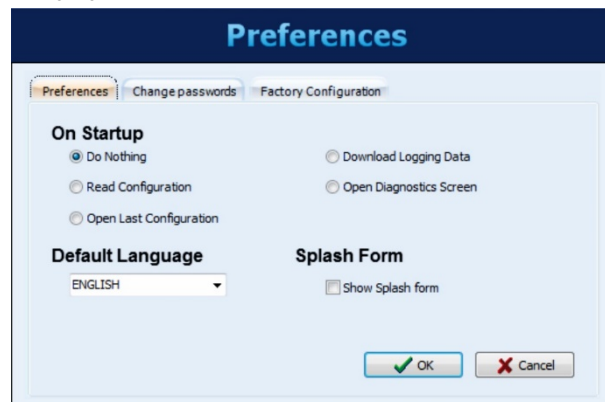 Preferences
Preferences Change passwords Factory Configuration
On Startup
Do Nothing Download Logging Data
Read Configuration Open Diagnostics Screen
Open Last Configuration
Default Language Splash Form
ENGLISH Show Splash form
OK Cancel